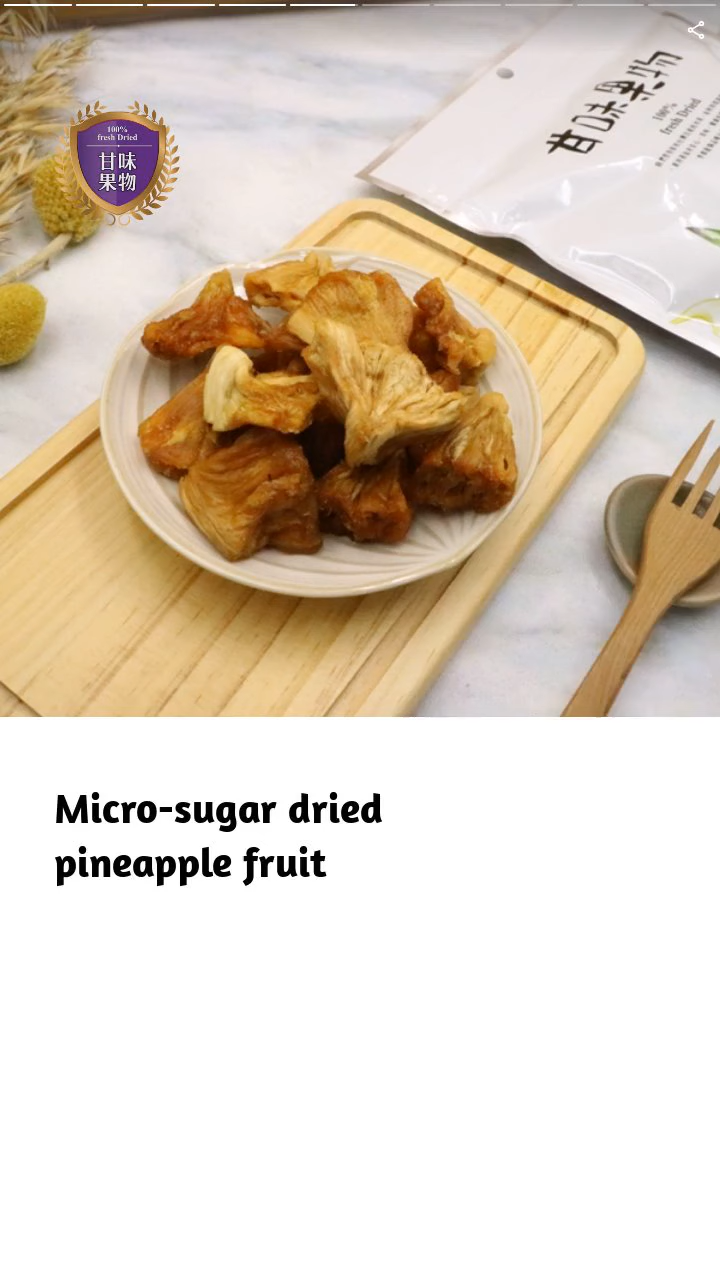 100%
fresh Dried
甘味
果物
甘味果物
100%
fresh Dried
Micro-sugar dried
pineapple fruit